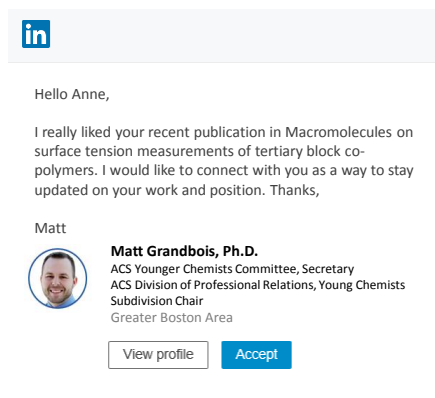 in
Hello Anne,
I really liked your recent publication in Macromolecules on
surface tension measurements of tertiary block co-
polymers. I would like to connect with you as a way to stay
updated on your work and position. Thanks,
Matt
Matt Grandbois, Ph.D.
ACS Younger Chemists Committee, Secretary
ACS Division of Professional Relations, Young Chemists
Subdivision Chair
Greater Boston Area
View profile
Accept